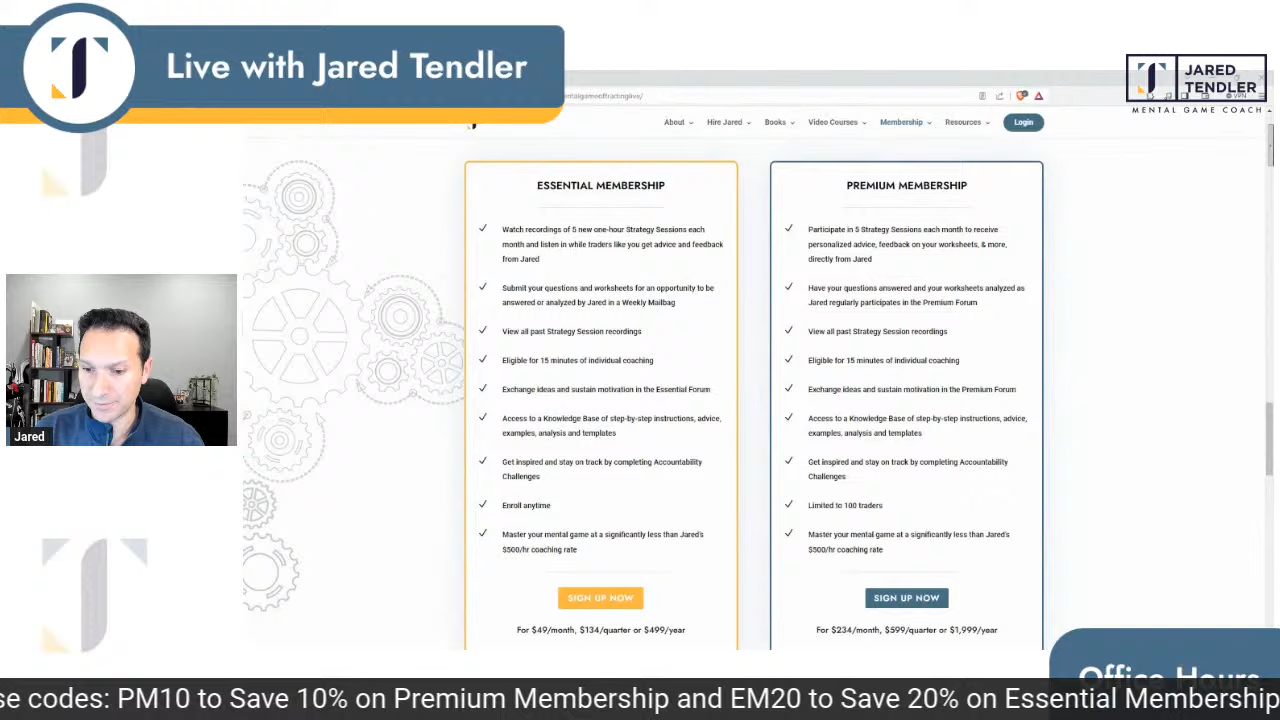 Live with Jared Tendler
JARED
TENDLER
MENTAL GAME COACH
entalgameoftradinglive/
VPN
About
Hire Jared
Books
Video Courses
Membership
Resources
Login
ESSENTIAL MEMBERSHIP
Watch recordings of 5 new one-hour Strategy Sessions each
month and listen in while traders like you get advice and feedback
from Jared
Submit your questions and worksheets for an opportunity to be
answered or analyzed by Jared in a Weekly Mailbag
View all past Strategy Session recordings
Eligible for 15 minutes of individual coaching
Exchange ideas and sustain motivation in the Essential Forum
Access to a Knowledge Base of step-by-step instructions, advice,
examples, analysis and templates
Get inspired and stay on track by completing Accountability
Challenges
Enroll anytime
Master your mental game at a significantly less than Jared's
$500/hr coaching rate
SIGN UP NOW
For $49/month, $134/quarter or $499/year
PREMIUM MEMBERSHIP
Participate in 5 Strategy Sessions each month to receive
personalized advice, feedback on your worksheets, & more,
directly from Jared
Have your questions answered and your worksheets analyzed as
Jared regularly participates in the Premium Forum
View all past Strategy Session recordings
Eligible for 15 minutes of individual coaching
Exchange ideas and sustain motivation in the Premium Forum
Access to a Knowledge Base of step-by-step instructions, advice,
examples, analysis and templates
Get inspired and stay on track by completing Accountability
Challenges
Limited to 100 traders
Master your mental game at a significantly less than Jared's
$500/hr coaching rate
SIGN UP NOW
For $234/month, $599/quarter or $1,999/year
Jared
Office Hours
se codes: PM10 to Save 10% on Premium Membership and EM20 to Save 20% on Essential Membership